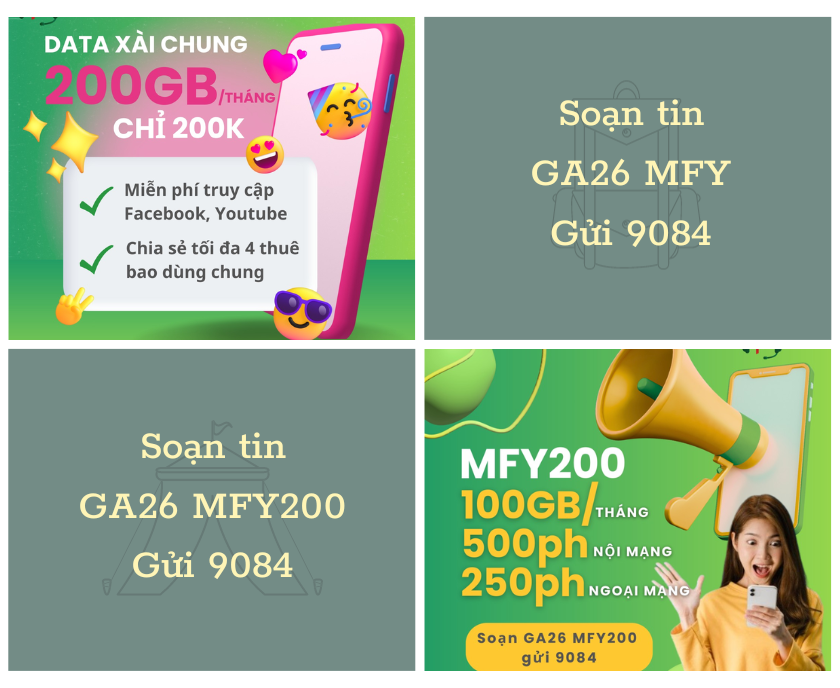 DATA XÀI CHUNG
200GB/THÁNG
CHỈ 200K
Miễn phí truy cập
Facebook, Youtube
Chia sẻ tối đa 4 thuê
bao dùng chung
Soạn tin
GA26 MFY
Gửi 9084
Soạn tin
GA26 MFY200
Gửi 9084
MFY200
100GB/THÁNG
500ph NỘI MẠNG
250ph NGOẠI MẠNG
Soạn GA26 MFY200
gửi 9084